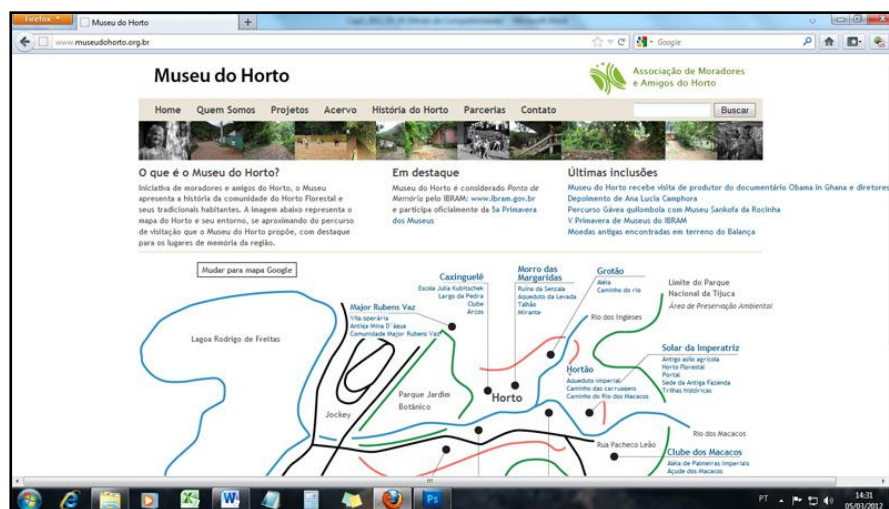 Firefox
Museu do Horto
www.museudohorto.org.br
Google
Museu do Horto
Associação de Moradores
e Amigos do Horto
Home Quem Somos Projetos Acervo História do Horto Parcerias Contato Buscar
O que é o Museu do Horto?
Iniciativa de moradores e amigos do Horto, o Museu
apresenta a história da comunidade do Horto Florestal e
seus tradicionais habitantes. A imagem abaixo representa o
mapa do Horto e seu entorno, se aproximando do percurso
de visitação que o Museu do Horto propõe, com destaque
para os lugares de memória da região.
Em destaque
Museu do Horto é considerado Ponto de
Memória pelo IBRAM: www.ibram.gov.br
e participa oficialmente da 5a Primavera
dos Museus
Últimas inclusões
Museu do Horto recebe visita de produtor do documentário Obama in Ghana e diretores
Depoimento de Ana Lucia Camphora
Percurso Gávea quilombola com Museu Sankofa da Rocinha
V Primavera de Museus do IBRAM
Moedas antigas encontradas em terreno do Balança
Mudar para mapa Google
Caxinguelê
Escola Julia Kubitschek
Largo da Pedra
Clube
Arcos
Morro das
Margaridas
Ruína da Senzala
Aqueduto da Levada
Talhão
Mirante
Grotão
Aléia
Caminho do rio
Limite do Parque
Nacional da Tijuca
Área de Preservação Ambiental
Major Rubens Vaz
Vila operária
Antiga Mina D´água
Comunidade Major Rubens Vaz
Rio dos Ingleses
Lagoa Rodrigo de Freitas
Solar da Imperatriz
Antigo asilo agrícola
Horto Florestal
Portal
Sede da Antiga Fazenda
Trilhas históricas
Hortão
Aqueduto Imperial
Caminho das carruagens
Caminho do Rio dos Macacos
Parque Jardim
Botânico
Horto
Jockey
Rio dos Macacos
Rua Pacheco Leão
Clube dos Macacos
Aléia de Palmeiras Imperiais
Açude dos Macacos
PT
14:31
05/03/2012